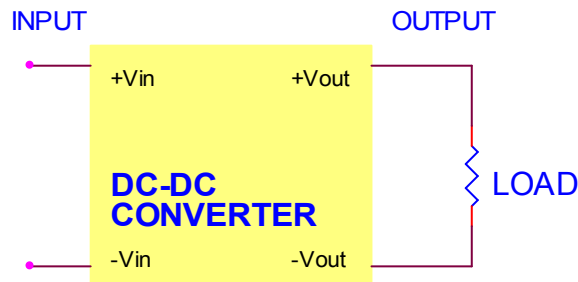 INPUT
OUTPUT
+Vin
+Vout
DC-DC
CONVERTER
LOAD
-Vin
-Vout